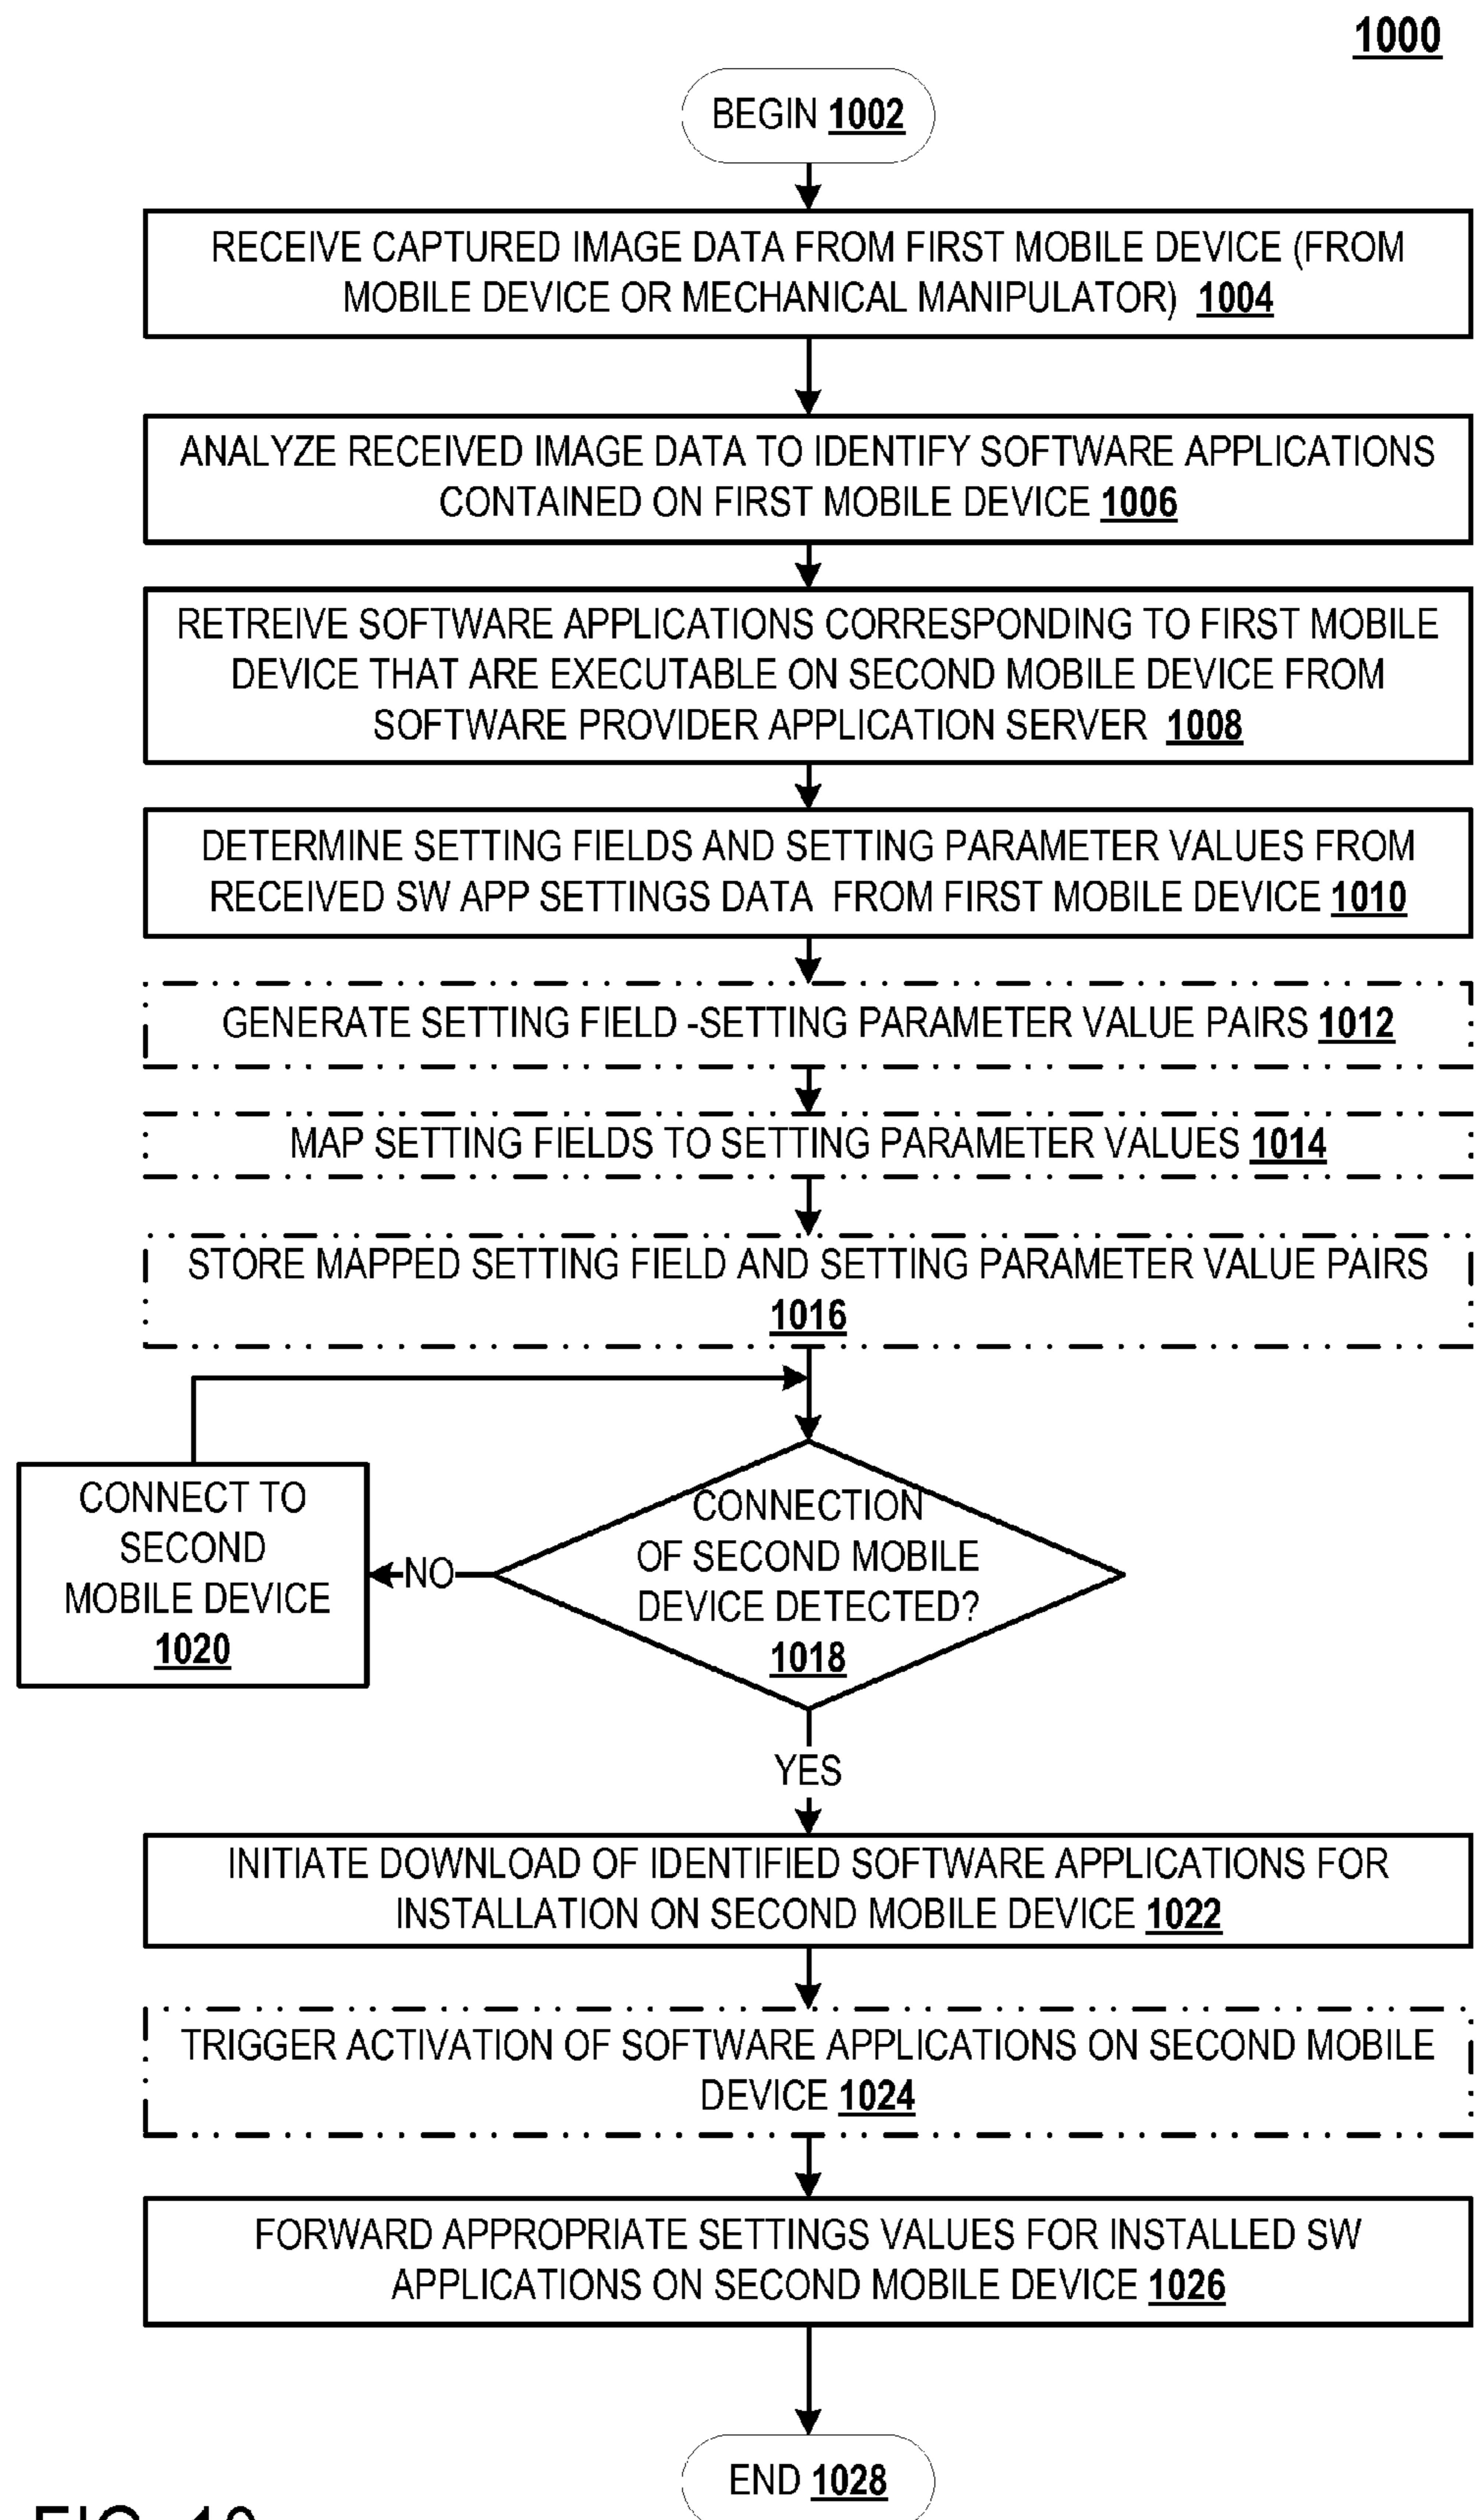 1000
BEGIN 1002
RECEIVE CAPTURED IMAGE DATA FROM FIRST MOBILE DEVICE (FROM
MOBILE DEVICE OR MECHANICAL MANIPULATOR) 1004
ANALYZE RECEIVED IMAGE DATA TO IDENTIFY SOFTWARE APPLICATIONS
CONTAINED ON FIRST MOBILE DEVICE 1006
RETREIVE SOFTWARE APPLICATIONS CORRESPONDING TO FIRST MOBILE
DEVICE THAT ARE EXECUTABLE ON SECOND MOBILE DEVICE FROM
SOFTWARE PROVIDER APPLICATION SERVER 1008
DETERMINE SETTING FIELDS AND SETTING PARAMETER VALUES FROM
RECEIVED SW APP SETTINGS DATA FROM FIRST MOBILE DEVICE 1010
GENERATE SETTING FIELD -SETTING PARAMETER VALUE PAIRS 1012
MAP SETTING FIELDS TO SETTING PARAMETER VALUES 1014
STORE MAPPED SETTING FIELD AND SETTING PARAMETER VALUE PAIRS
1016
CONNECTION
OF SECOND MOBILE
DEVICE DETECTED?
1018
NO
CONNECT TO
SECOND
MOBILE DEVICE
1020
YES
INITIATE DOWNLOAD OF IDENTIFIED SOFTWARE APPLICATIONS FOR
INSTALLATION ON SECOND MOBILE DEVICE 1022
TRIGGER ACTIVATION OF SOFTWARE APPLICATIONS ON SECOND MOBILE
DEVICE 1024
FORWARD APPROPRIATE SETTINGS VALUES FOR INSTALLED SW
APPLICATIONS ON SECOND MOBILE DEVICE 1026
END 1028